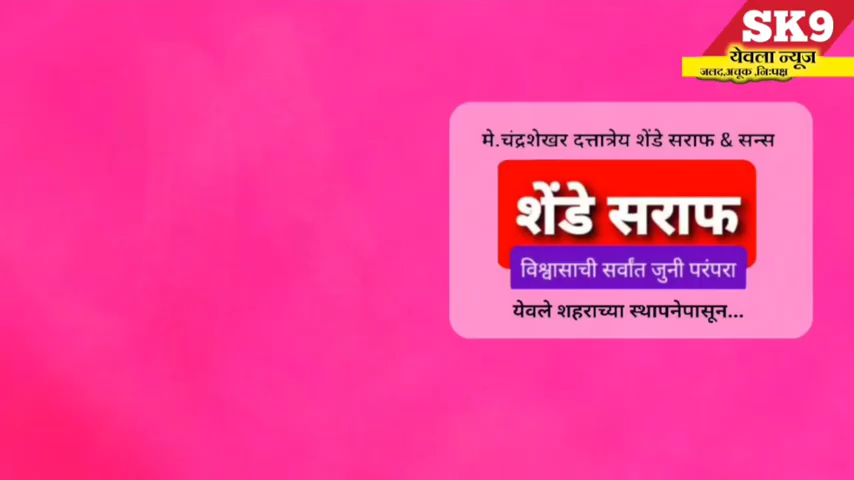 SK9
येवला न्यूज
जलद,अचूक ,निःपक्ष
मे.चंद्रशेखर दत्तात्रेय शेंडे सराफ & सन्स
शेंडे सराफ
विश्वासाची सर्वांत जुनी परंपरा
येवले शहराच्या स्थापनेपासून...